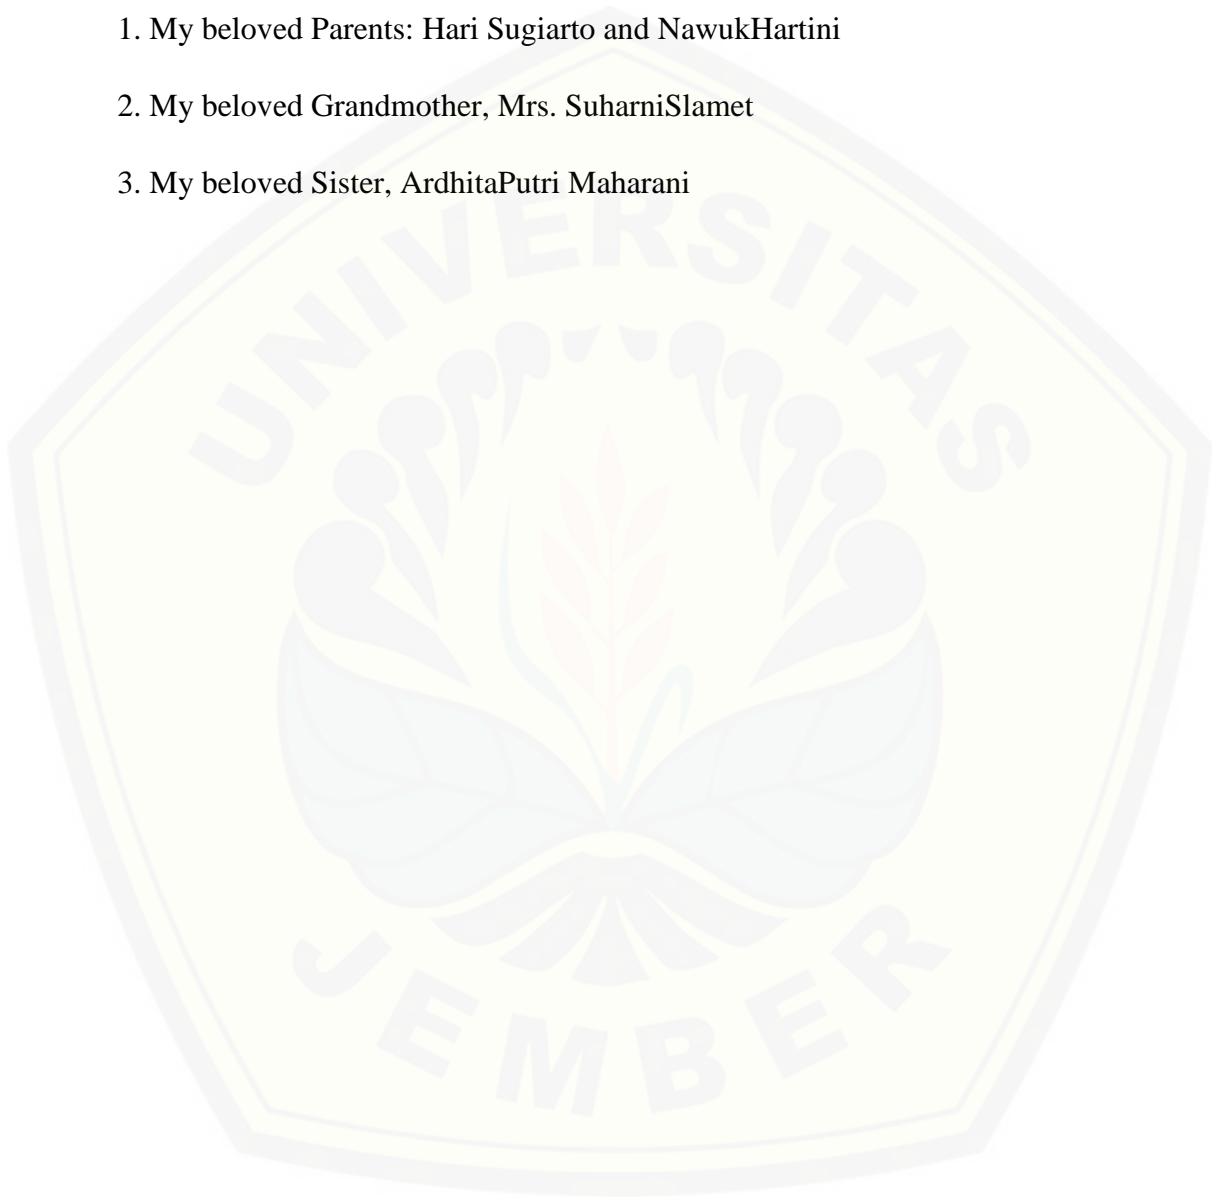 1. My beloved Parents: Hari Sugiarto and NawukHartini
2. My beloved Grandmother, Mrs. SuharniSlamet
3. My beloved Sister, ArdhitaPutri Maharani
UNIVERSITAS
JEMBER